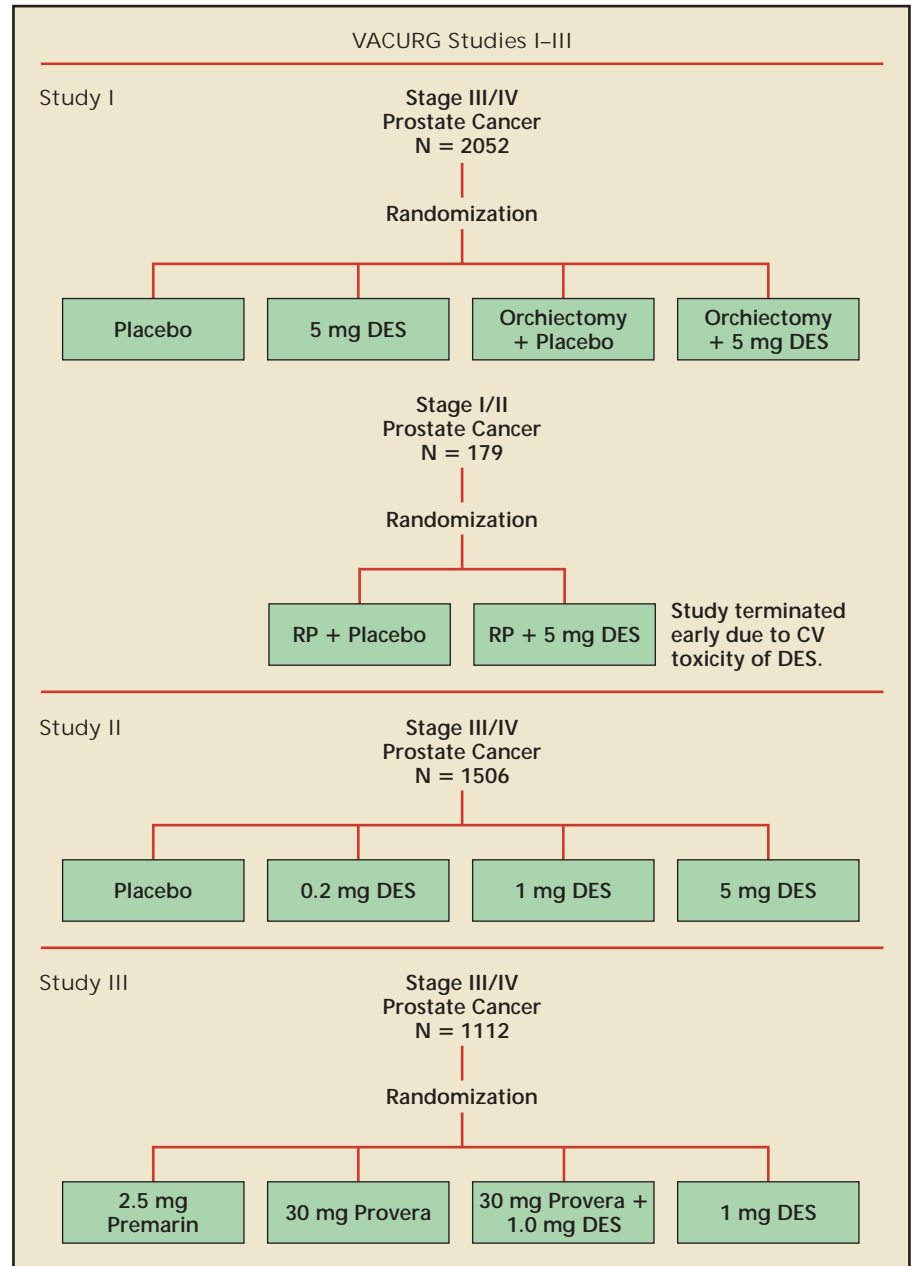 VACURG Studies I–III
Study I
Stage III/IV
Prostate Cancer
N = 2052
Randomization
Placebo
5 mg DES
Orchiectomy
+ Placebo
Orchiectomy
+ 5 mg DES
Stage I/II
Prostate Cancer
N = 179
Randomization
RP + Placebo
RP + 5 mg DES
Study terminated
early due to CV
toxicity of DES.
Study II
Stage III/IV
Prostate Cancer
N = 1506
Placebo
0.2 mg DES
1 mg DES
5 mg DES
Study III
Stage III/IV
Prostate Cancer
N = 1112
Randomization
2.5 mg
Premarin
30 mg Provera
30 mg Provera +
1.0 mg DES
1 mg DES